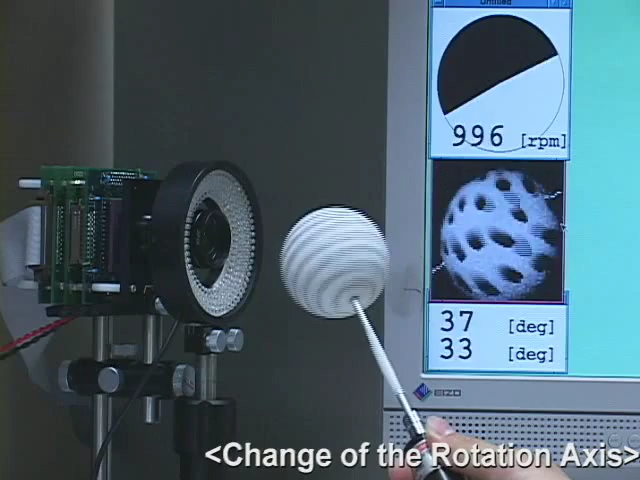 Untitled
996 [rpm]
37 [deg]
33 [deg]
EIZO
<Change of the Rotation Axis>